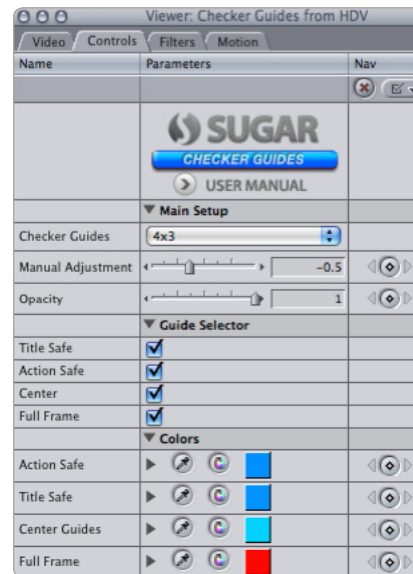 Viewer: Checker Guides from HDV
Video Controls Filters Motion
Name Parameters Nav
SUGAR
CHECKER GUIDES
USER MANUAL
Main Setup
Checker Guides 4x3
Manual Adjustment -0.5
Opacity 1
Guide Selector
Title Safe
Action Safe
Center
Full Frame
Colors
Action Safe
Title Safe
Center Guides
Full Frame